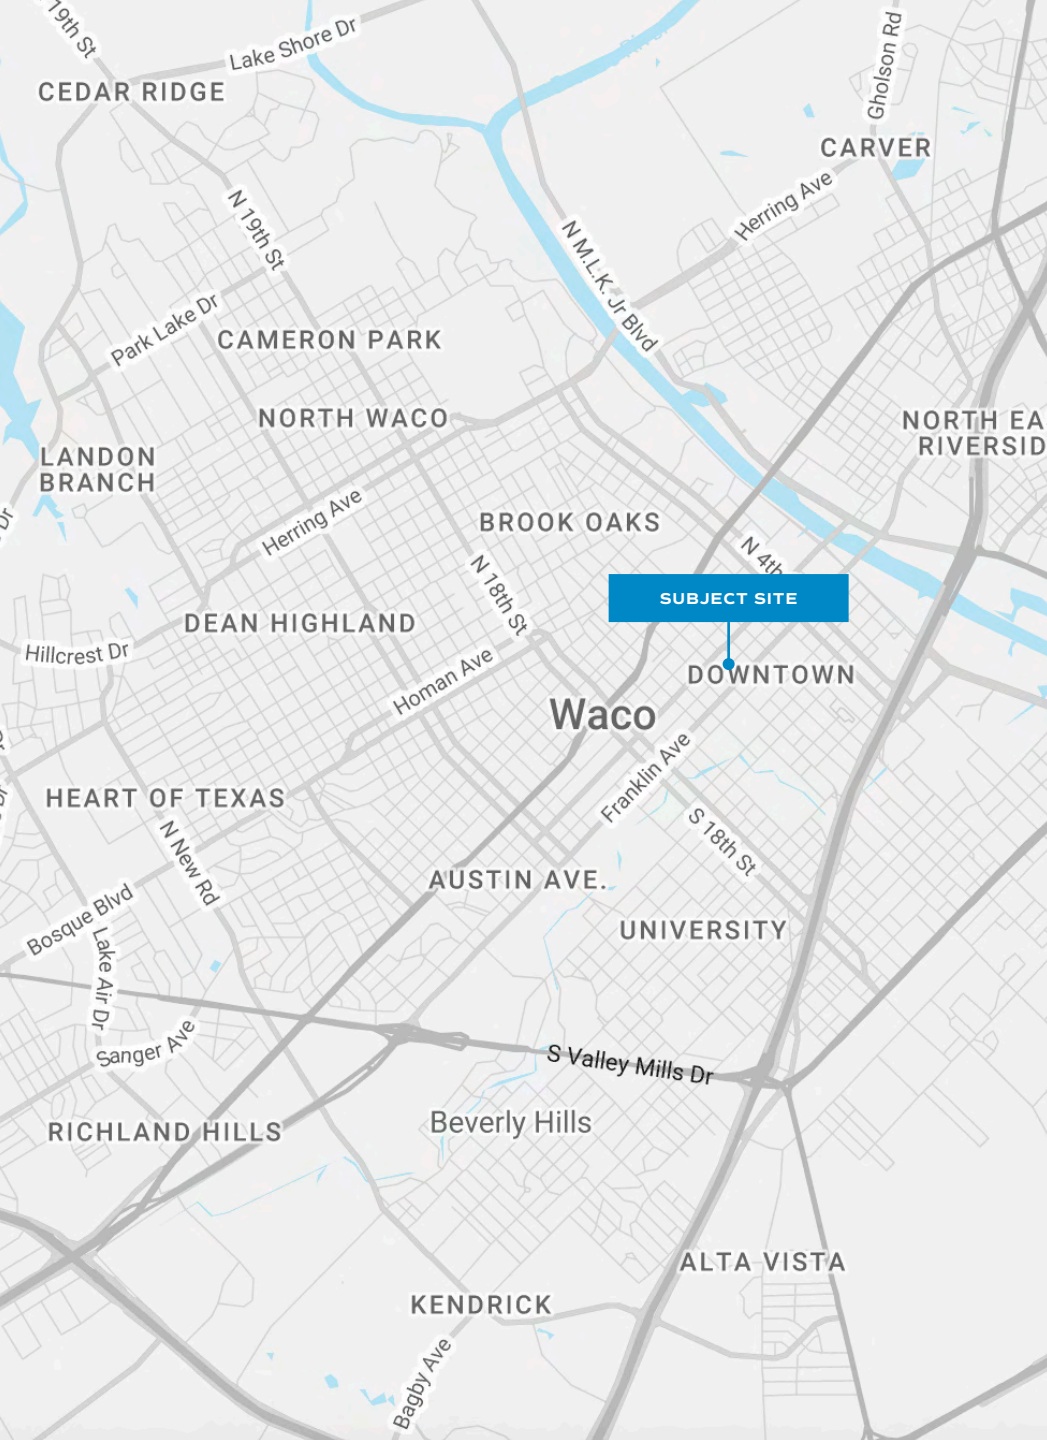 N 19th St
Lake Shore Dr
Gholson Rd
CEDAR RIDGE
CARVER
Herring Ave
N 19th St
N M.L.K. Jr Blvd
Park Lake Dr
CAMERON PARK
NORTH WACO
NORTH EA
RIVERSID
LANDON
BRANCH
Herring Ave
Dr
BROOK OAKS
N 4th
N 18th St
SUBJECT SITE
DEAN HIGHLAND
Hillcrest Dr
Homan Ave
DOWNTOWN
Waco
Franklin Ave
HEART OF TEXAS
N New Rd
S 18th St
AUSTIN AVE.
Bosque Blvd
UNIVERSITY
Lake Air Dr
Sanger Ave
S Valley Mills Dr
Beverly Hills
RICHLAND HILLS
ALTA VISTA
KENDRICK
Bagby Ave